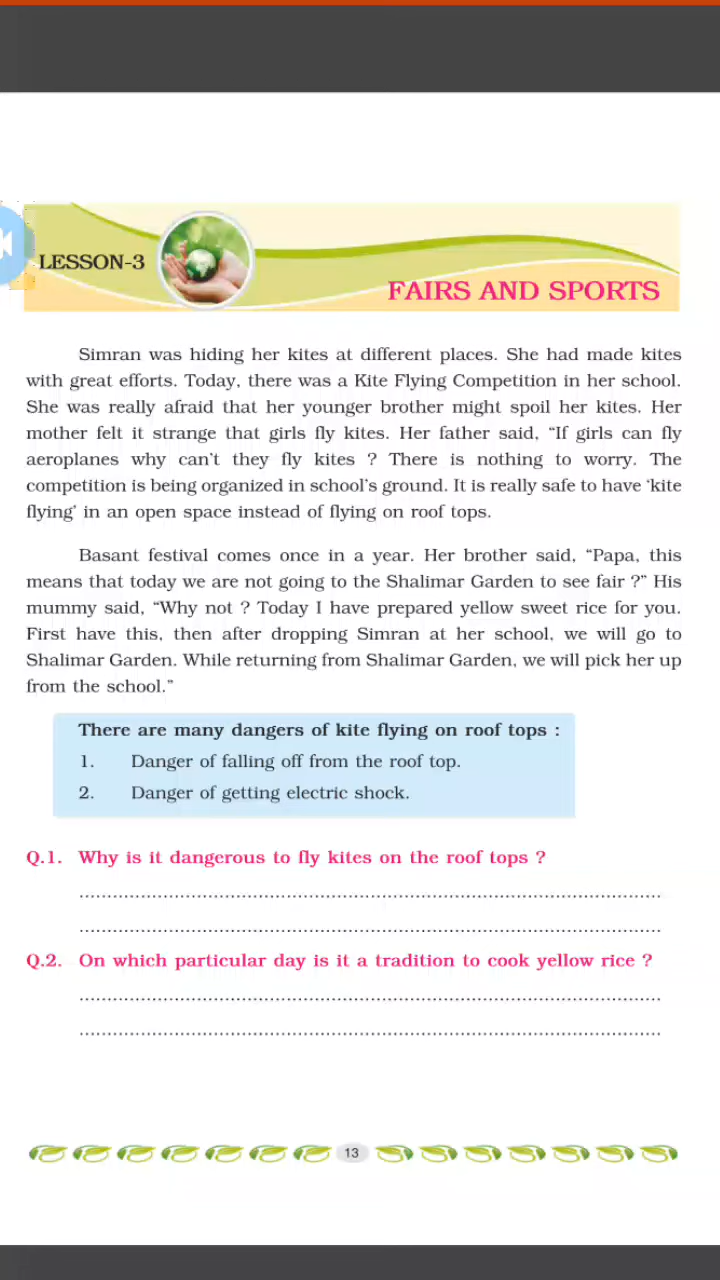 LESSON-3
FAIRS AND SPORTS
Simran was hiding her kites at different places. She had made kites
with great efforts. Today, there was a Kite Flying Competition in her school.
She was really afraid that her younger brother might spoil her kites. Her
mother felt it strange that girls fly kites. Her father said, “If girls can fly
aeroplanes why can’t they fly kites ? There is nothing to worry. The
competition is being organized in school’s ground. It is really safe to have ‘kite
flying’ in an open space instead of flying on roof tops.
Basant festival comes once in a year. Her brother said, “Papa, this
means that today we are not going to the Shalimar Garden to see fair ?” His
mummy said, “Why not ? Today I have prepared yellow sweet rice for you.
First have this, then after dropping Simran at her school, we will go to
Shalimar Garden. While returning from Shalimar Garden, we will pick her up
from the school.”
There are many dangers of kite flying on roof tops :
1. Danger of falling off from the roof top.
2. Danger of getting electric shock.
Q.1. Why is it dangerous to fly kites on the roof tops ?
Q.2. On which particular day is it a tradition to cook yellow rice ?
13